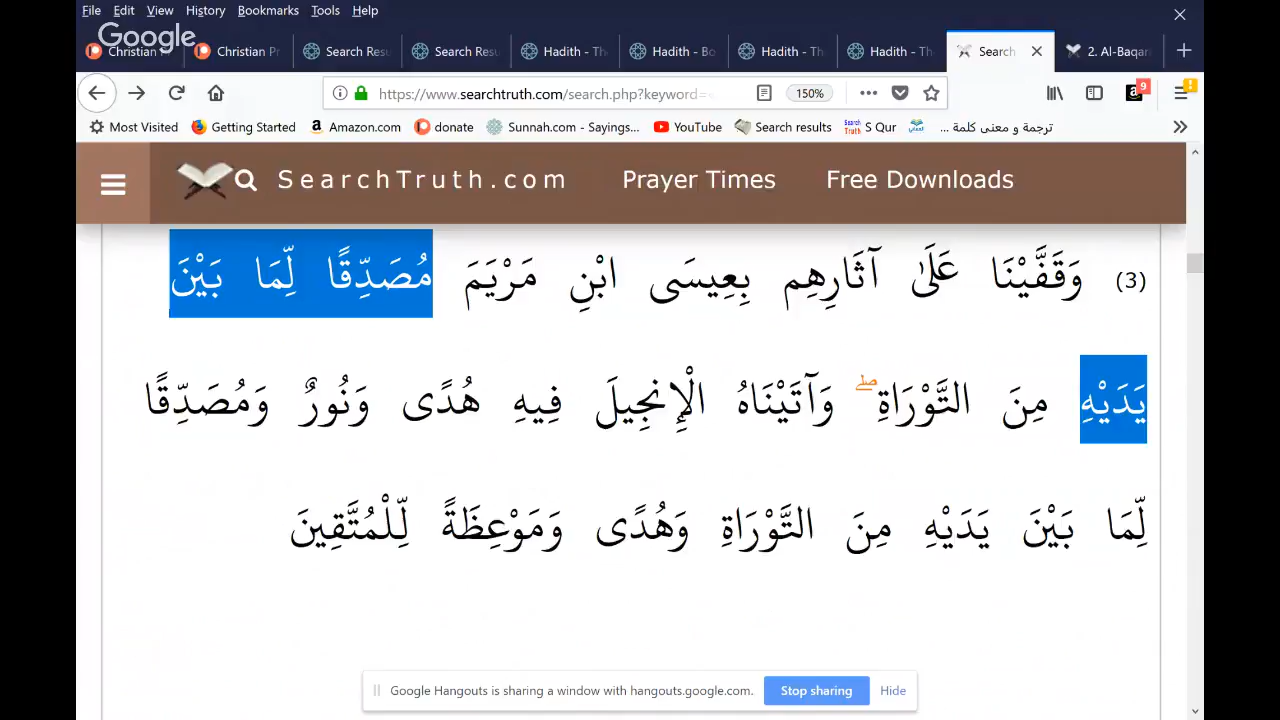 File Edit View History Bookmarks Tools Help
Google
Christian Christian Pr Search Resu Search Resu Hadith - Th Hadith - Bo Hadith - Th Hadith - Th Search 2. Al-Baqar
https://www.searchtruth.com/search.php?keyword= 150% 9
Most Visited Getting Started Amazon.com donate Sunnah.com - Sayings... YouTube Search results Search Truth S Qur ترجمة و معنى كلمة ...
SearchTruth.com Prayer Times Free Downloads
(3) وَقَفَّيْنَا عَلَىٰ آثَارِهِم بِعِيسَى ابْنِ مَرْيَمَ مُصَدِّقًا لِّمَا بَيْنَ
يَدَيْهِ مِنَ التَّوْرَاةِ ۖ وَآتَيْنَاهُ الْإِنجِيلَ فِيهِ هُدًى وَنُورٌ وَمُصَدِّقًا
لِّمَا بَيْنَ يَدَيْهِ مِنَ التَّوْرَاةِ وَهُدًى وَمَوْعِظَةً لِّلْمُتَّقِينَ
Google Hangouts is sharing a window with hangouts.google.com. Stop sharing Hide